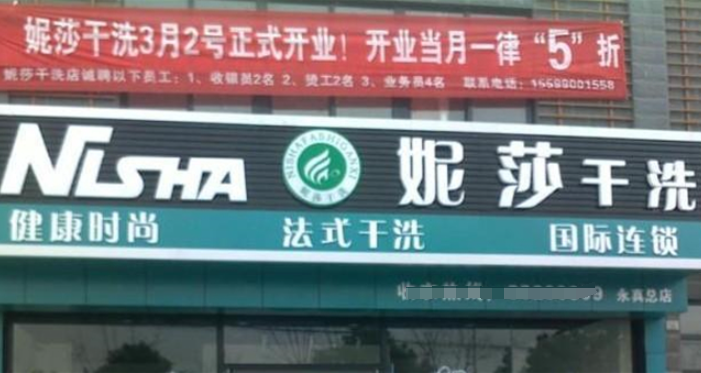 妮莎干洗3月2号正式开业！开业当月一律“5”折
妮莎干洗店诚聘以下员工：1、收银员2名 2、烫工2名 3、业务员4名 联系电话：15589001558
NISHA
NISHAFASHIGANXI
妮莎干洗
妮莎干洗
健康时尚 法式干洗 国际连锁
永真总店